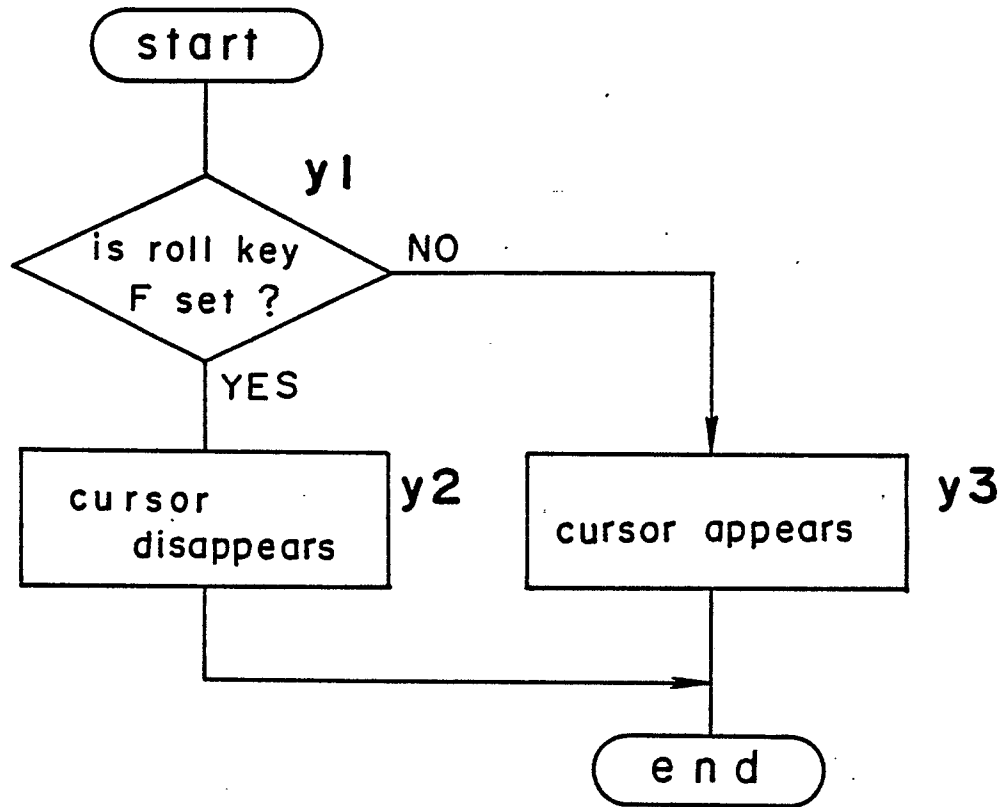 start
y1
is roll key
F set ?
NO
YES
cursor
disappears
y2
cursor appears
y3
end